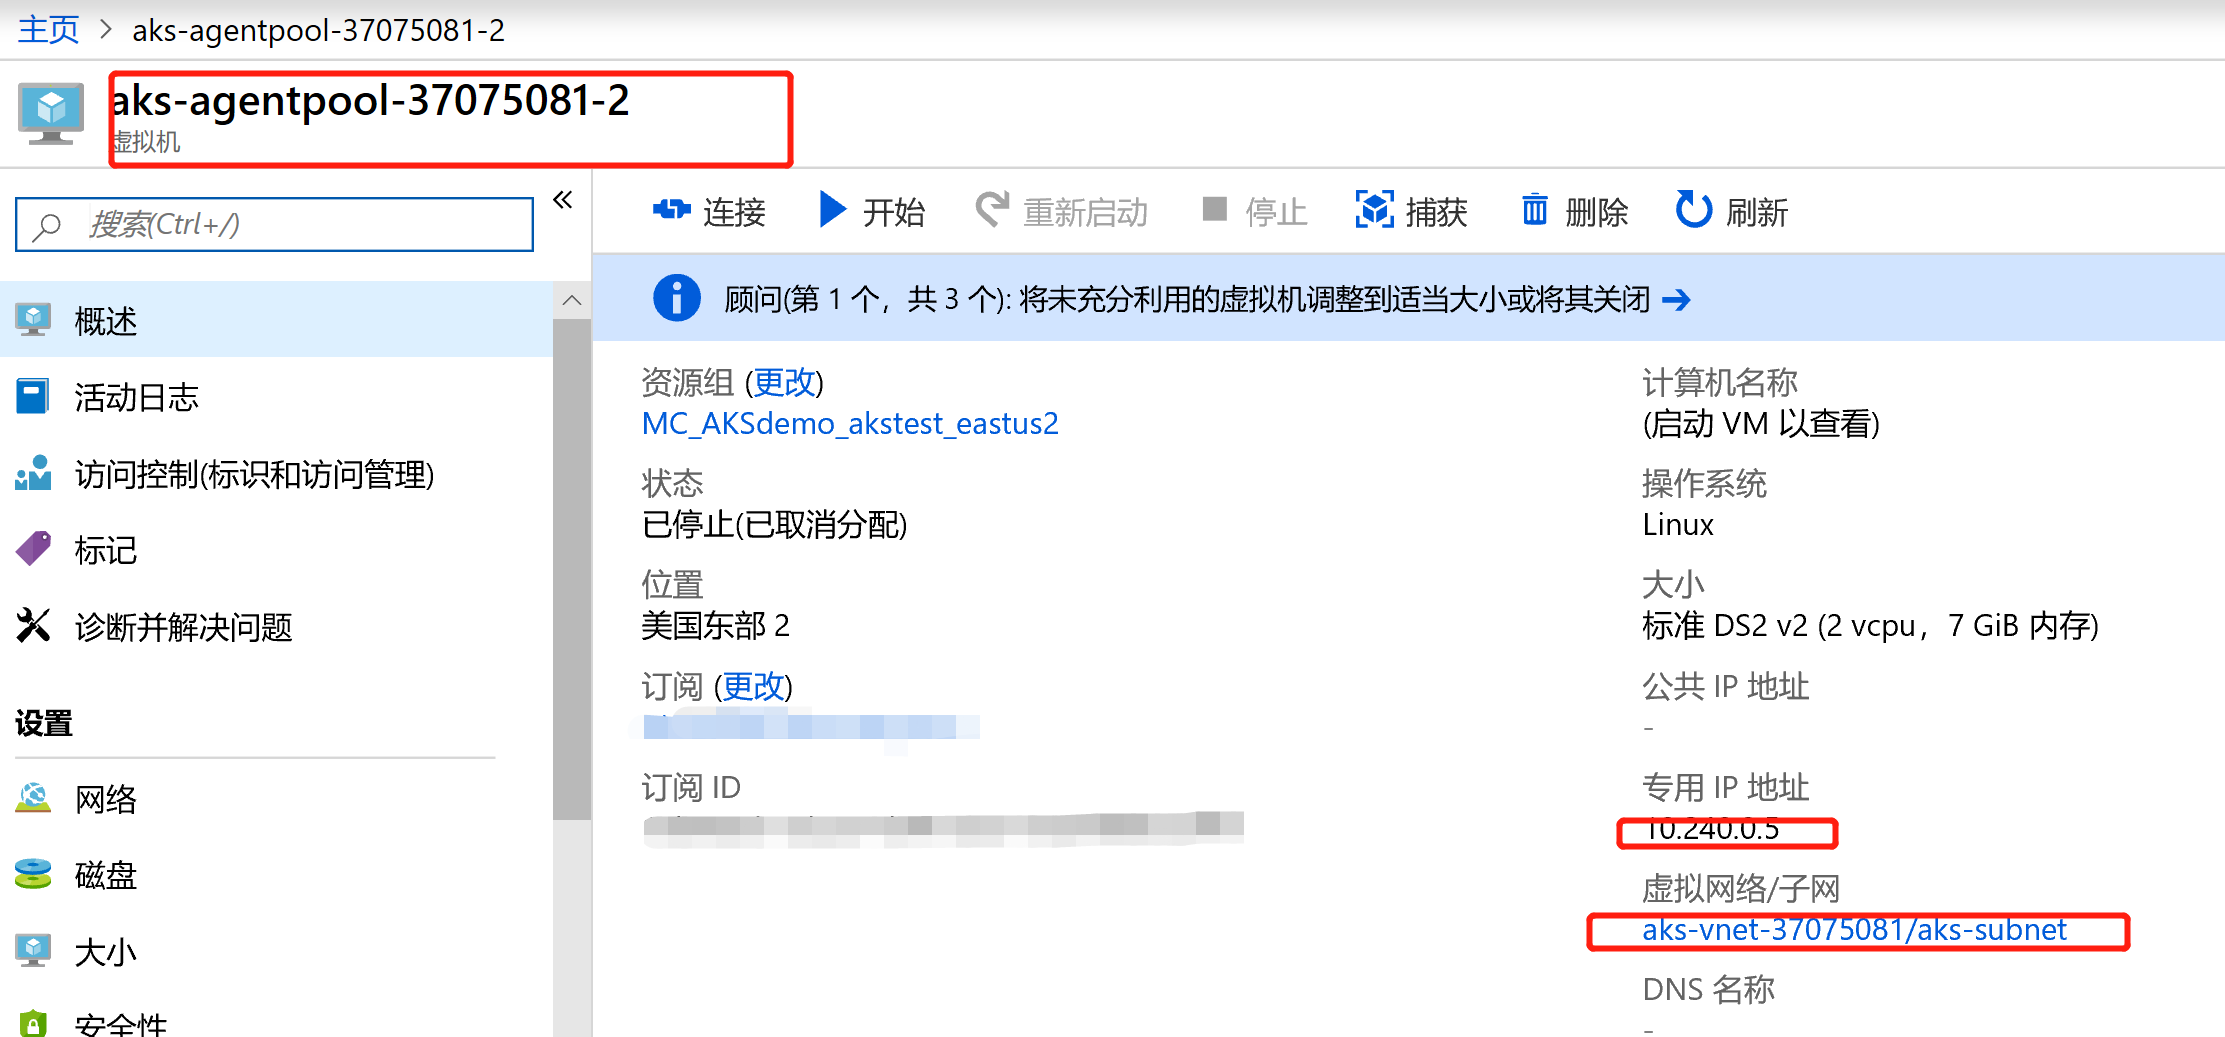 主页 > aks-agentpool-37075081-2
aks-agentpool-37075081-2
虚拟机
搜索(Ctrl+/)
«
连接 开始 重新启动 停止 捕获 删除 刷新
顾问(第 1 个，共 3 个): 将未充分利用的虚拟机调整到适当大小或将其关闭 →
概述
活动日志
访问控制(标识和访问管理)
标记
诊断并解决问题
设置
网络
磁盘
大小
安全性
资源组 (更改)
MC_AKSdemo_akstest_eastus2
状态
已停止(已取消分配)
位置
美国东部 2
订阅 (更改)
订阅 ID
计算机名称
(启动 VM 以查看)
操作系统
Linux
大小
标准 DS2 v2 (2 vcpu，7 GiB 内存)
公共 IP 地址
-
专用 IP 地址
10.240.0.5
虚拟网络/子网
aks-vnet-37075081/aks-subnet
DNS 名称
-